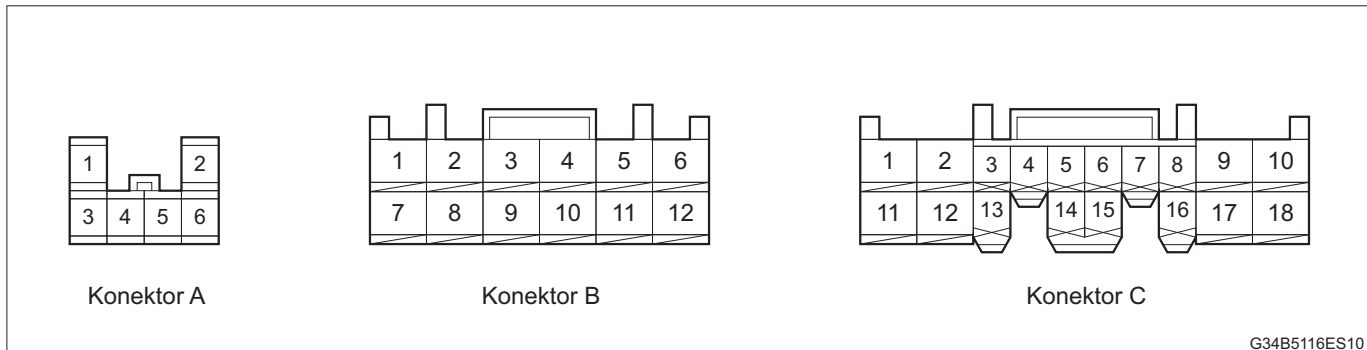 1 2
3 4 5 6
Konektor A
1 2 3 4 5 6
7 8 9 10 11 12
Konektor B
1 2 3 4 5 6 7 8 9 10
11 12 13 14 15 16 17 18
Konektor C
G34B5116ES10